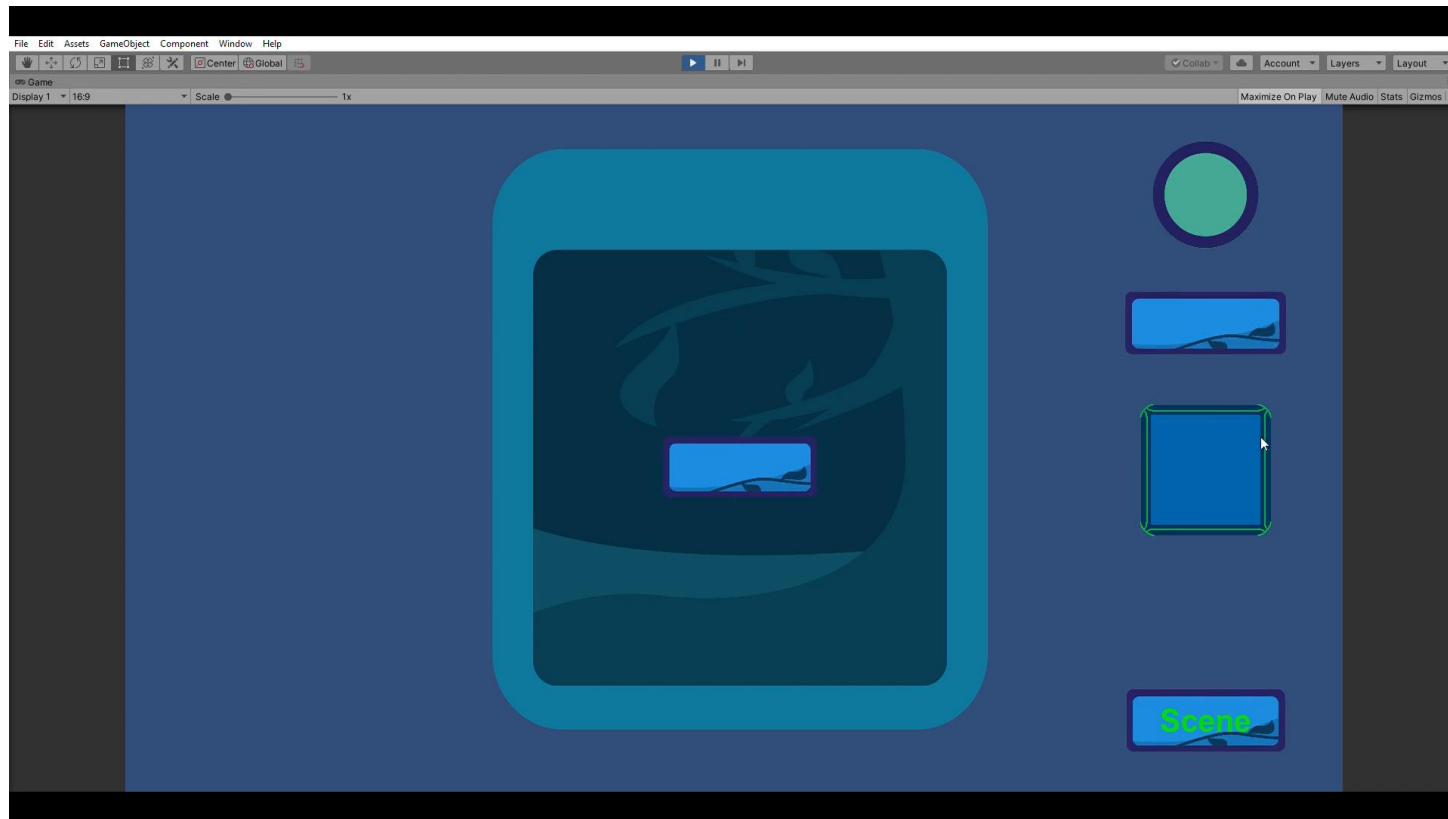 File Edit Assets GameObject Component Window Help
Center Global Collab Account Layers Layout
Game
Display 1 16:9 Scale 1x Maximize On Play Mute Audio Stats Gizmos
Scene